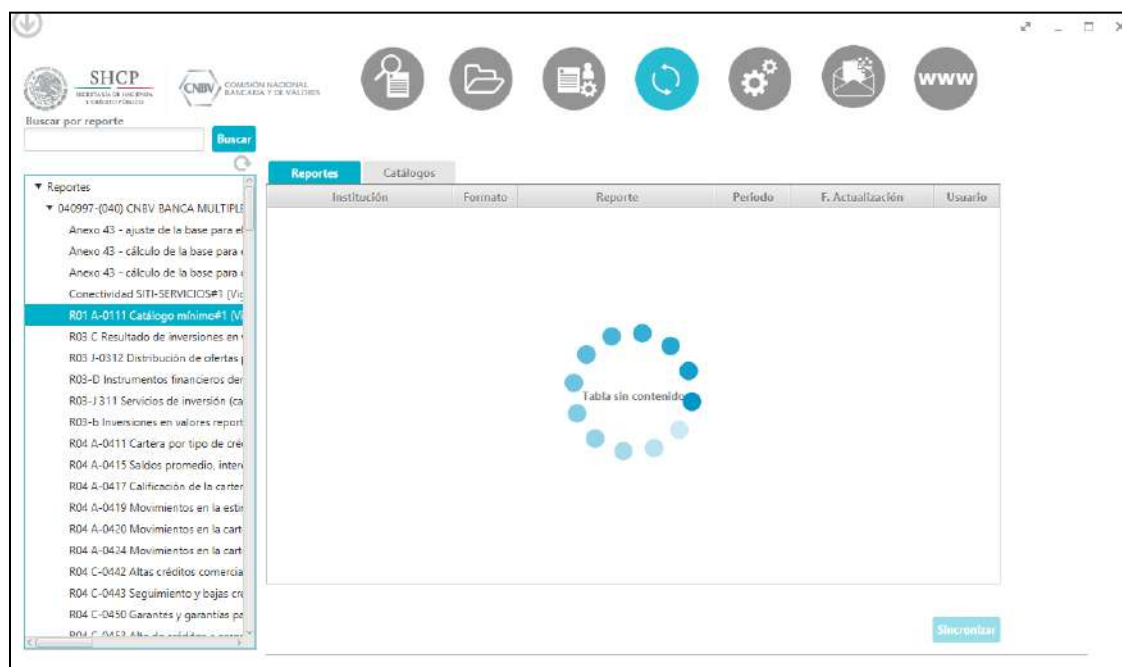 SHCP
SECRETARÍA DE HACIENDA
Y CRÉDITO PÚBLICO
CNBV
COMISIÓN NACIONAL
BANCARIA Y DE VALORES
www
Buscar por reporte
Buscar
Reportes
Catálogos
Institución
Formato
Reporte
Periodo
F. Actualización
Usuario
Reportes
040997-(040) CNBV BANCA MULTIPLE
Anexo 43 - ajuste de la base para el
Anexo 43 - cálculo de la base para
Anexo 43 - cálculo de la base para
Conectividad SITI-SERVICIOS#1 [Vig
R01 A-0111 Catálogo mínimo#1 [Vi
R03 C Resultado de inversiones en
R03 J-0312 Distribución de ofertas
R03-D Instrumentos financieros der
R03-J 311 Servicios de inversión (ca
R03-b Inversiones en valores report
R04 A-0411 Cartera por tipo de cré
R04 A-0415 Saldos promedio, inter
R04 A-0417 Calificación de la carter
R04 A-0419 Movimientos en la esti
R04 A-0420 Movimientos en la cart
R04 A-0424 Movimientos en la cart
R04 C-0442 Altas créditos comercia
R04 C-0443 Seguimiento y bajas cr
R04 C-0450 Garantes y garantías pa
Tabla sin contenido
Sincronizar